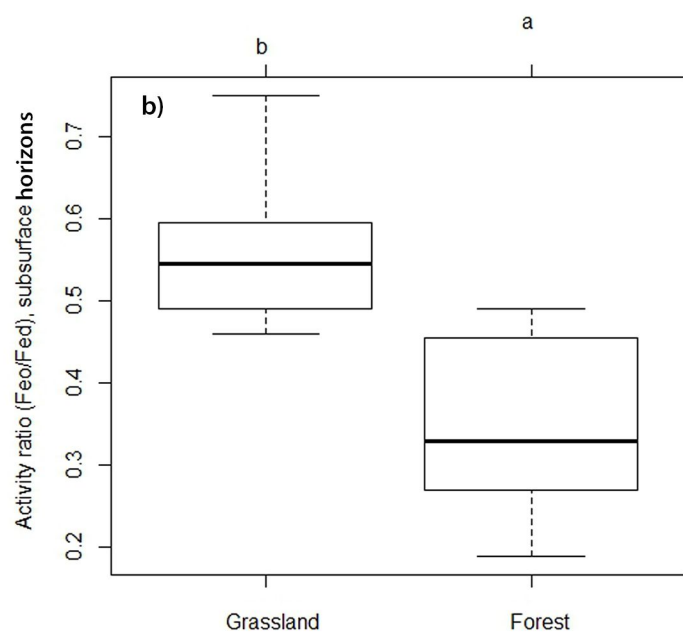 b
a
b)
Activity ratio (Feo/Fed), subsurface horizons
0.7
0.6
0.5
0.4
0.3
0.2
Grassland
Forest